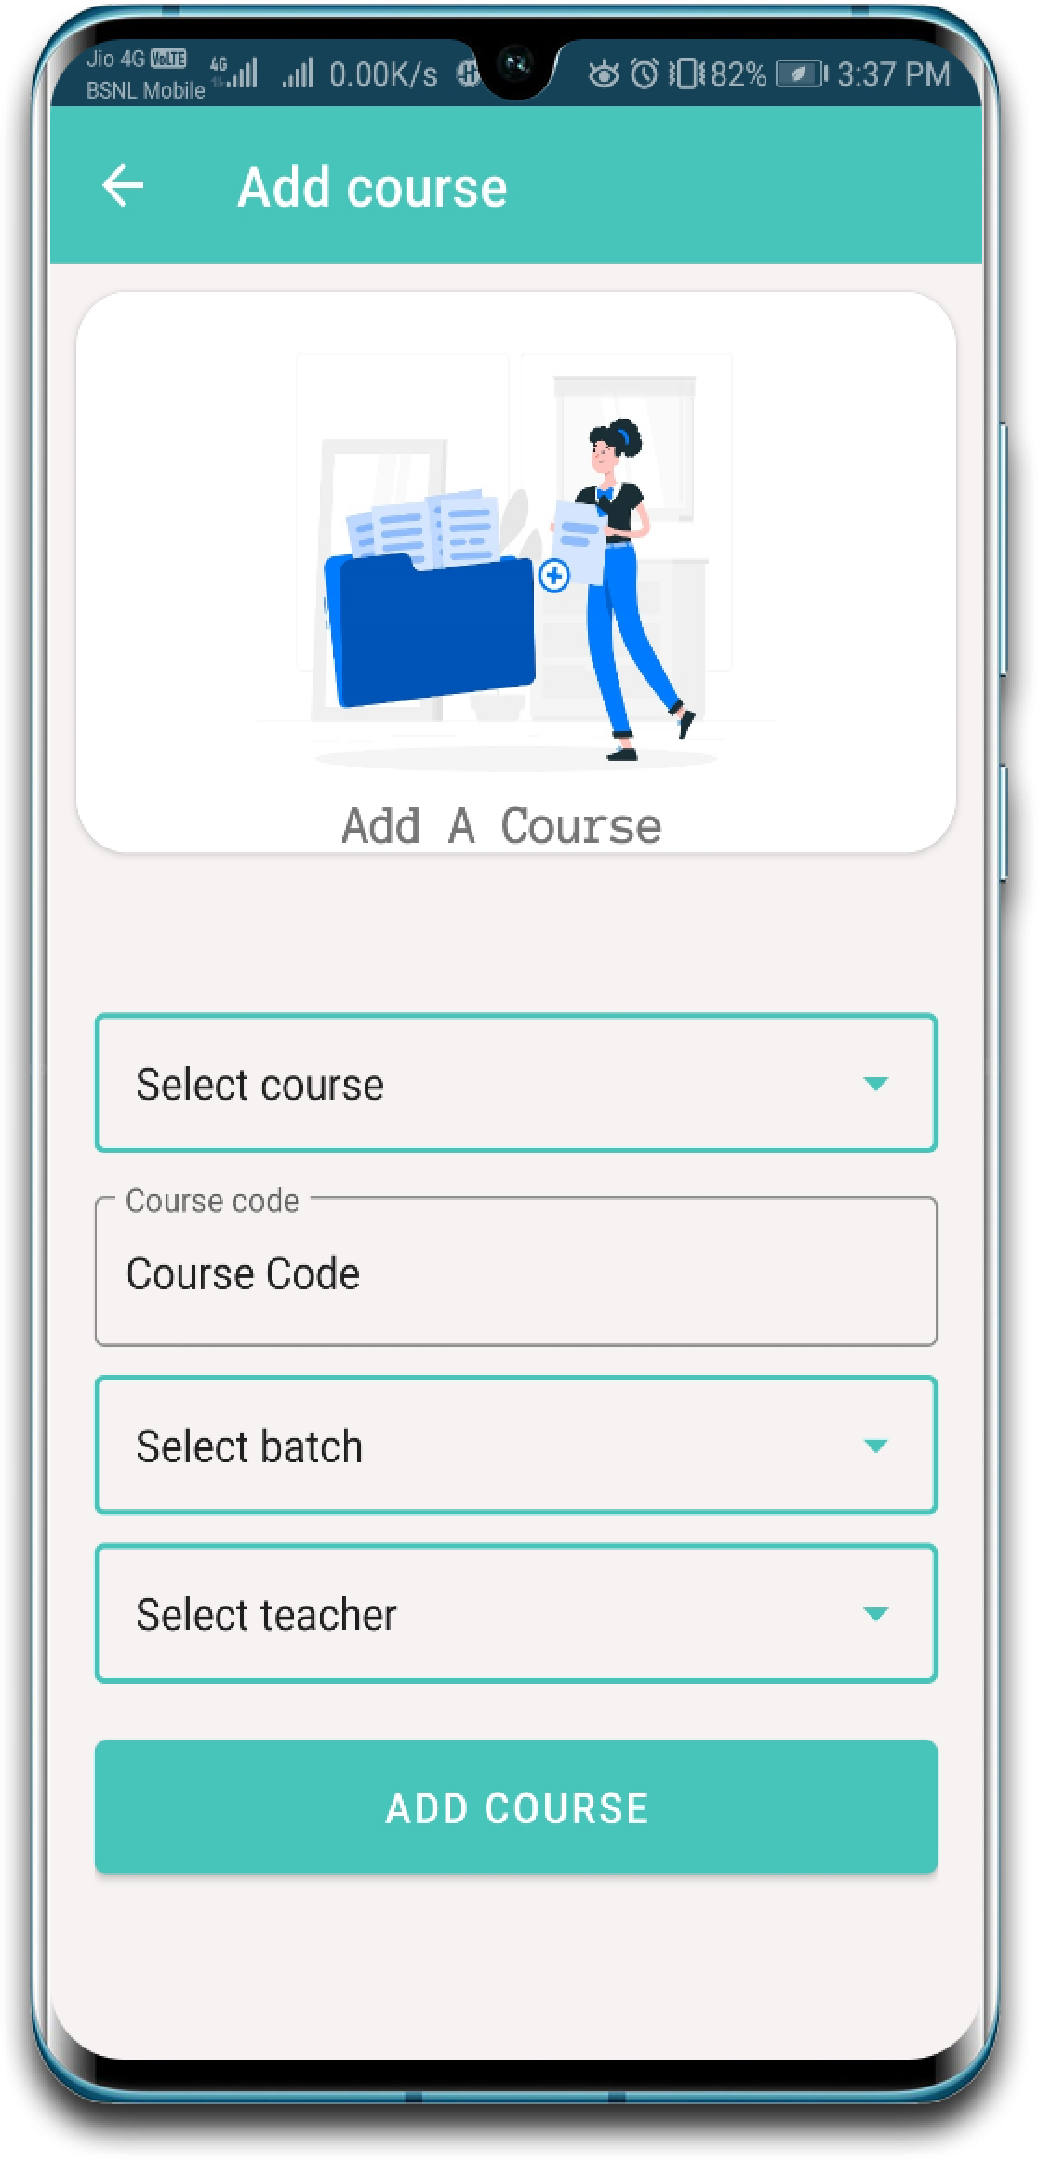 Jio 4G VoLTE
BSNL Mobile
4G
0.00K/s
82%
3:37 PM
Add course
Add A Course
Select course
Course code
Course Code
Select batch
Select teacher
ADD COURSE